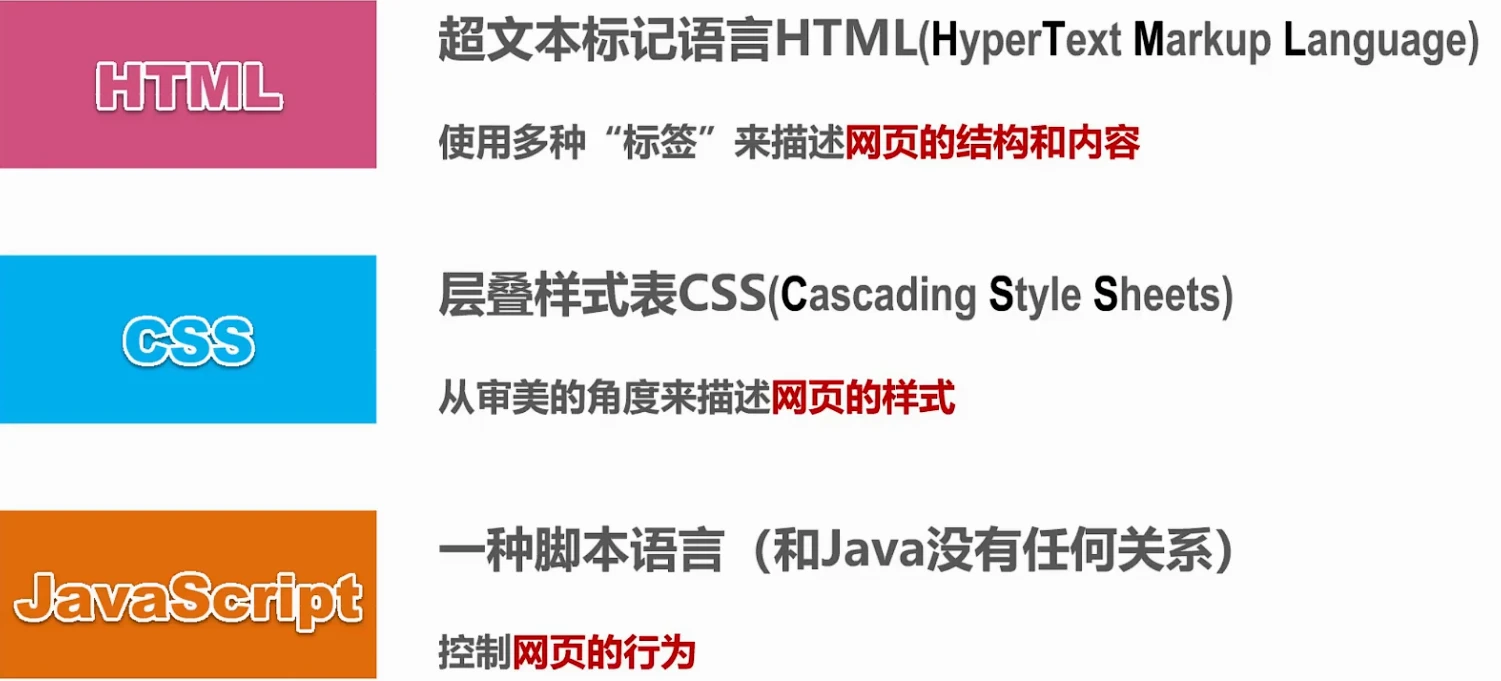 HTML
超文本标记语言HTML(HyperText Markup Language)
使用多种“标签”来描述网页的结构和内容
CSS
层叠样式表CSS(Cascading Style Sheets)
从审美的角度来描述网页的样式
JavaScript
一种脚本语言（和Java没有任何关系）
控制网页的行为